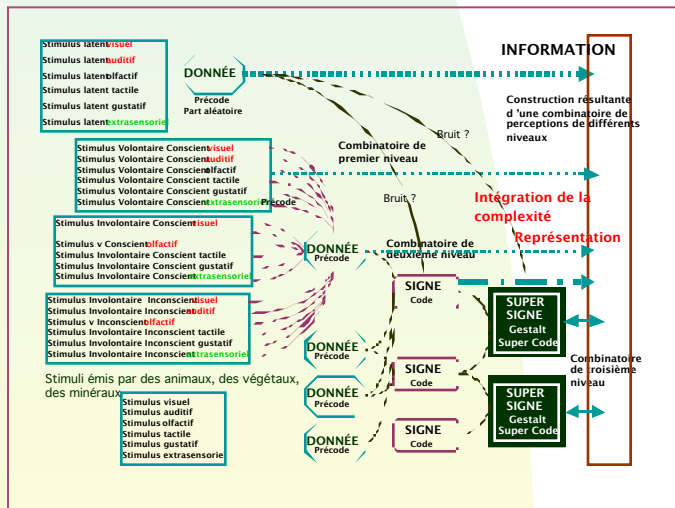 Stimulus latent visuel
Stimulus latent auditif
Stimulus latent olfactif
Stimulus latent tactile
Stimulus latent gustatif
Stimulus latent extrasensoriel
DONNÉE
Précode
Part aléatoire
INFORMATION
Construction résultante
d 'une combinatoire de
perceptions de différents
niveaux
Bruit ?
Combinatoire de
premier niveau
Stimulus Volontaire Conscient visuel
Stimulus Volontaire Conscient auditif
Stimulus Volontaire Conscient olfactif
Stimulus Volontaire Conscient tactile
Stimulus Volontaire Conscient gustatif
Stimulus Volontaire Conscient extrasensoriel
Précode
Bruit ?
Intégration de la
complexité
Représentation
Stimulus Involontaire Conscient visuel
Stimulus v Conscient olfactif
Stimulus Involontaire Conscient tactile
Stimulus Involontaire Conscient gustatif
Stimulus Involontaire Conscient extrasensoriel
DONNÉE
Précode
Combinatoire de
deuxième niveau
SIGNE
Code
Stimulus Involontaire Inconscient visuel
Stimulus Involontaire Inconscient auditif
Stimulus v Inconscient olfactif
Stimulus Involontaire Inconscient tactile
Stimulus Involontaire Inconscient gustatif
Stimulus Involontaire Inconscient extrasensoriel
SUPER
SIGNE
Gestalt
Super Code
DONNÉE
Précode
Combinatoire
de troisième
niveau
SIGNE
Code
Stimuli émis par des animaux, des végétaux,
des minéraux
DONNÉE
Précode
SUPER
SIGNE
Gestalt
Super Code
Stimulus visuel
Stimulus auditif
Stimulus olfactif
Stimulus tactile
Stimulus gustatif
Stimulus extrasensorie
DONNÉE
Précode
SIGNE
Code